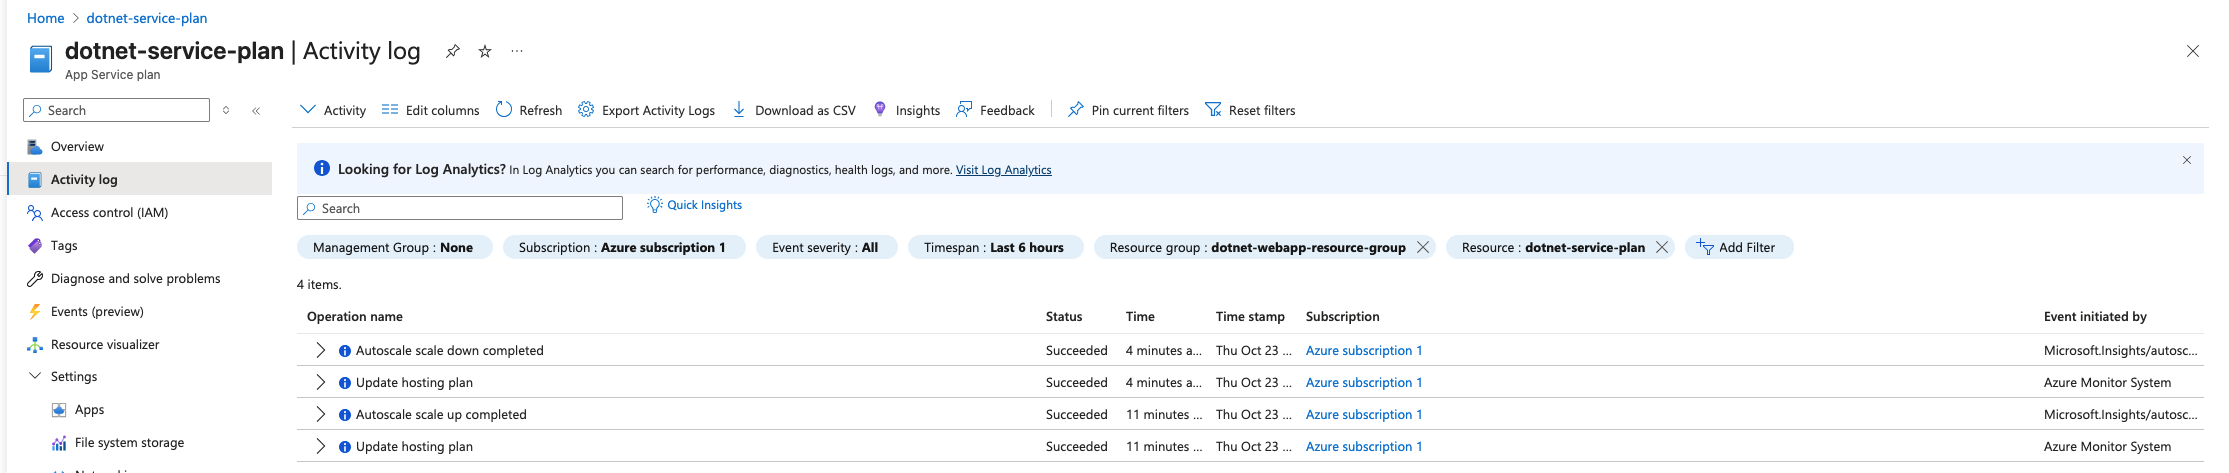 Home > dotnet-service-plan
dotnet-service-plan | Activity log
App Service plan
Search
Overview
Activity log
Access control (IAM)
Tags
Diagnose and solve problems
Events (preview)
Resource visualizer
Settings
Apps
File system storage
Activity Edit columns Refresh Export Activity Logs Download as CSV Insights Feedback Pin current filters Reset filters
Looking for Log Analytics? In Log Analytics you can search for performance, diagnostics, health logs, and more. Visit Log Analytics
Search Quick Insights
Management Group : None Subscription : Azure subscription 1 Event severity : All Timespan : Last 6 hours Resource group : dotnet-webapp-resource-group Resource : dotnet-service-plan Add Filter
4 items.
Operation name Status Time Time stamp Subscription Event initiated by
Autoscale scale down completed Succeeded 4 minutes a... Thu Oct 23 ... Azure subscription 1 Microsoft.Insights/autosc...
Update hosting plan Succeeded 4 minutes a... Thu Oct 23 ... Azure subscription 1 Azure Monitor System
Autoscale scale up completed Succeeded 11 minutes ... Thu Oct 23 ... Azure subscription 1 Microsoft.Insights/autosc...
Update hosting plan Succeeded 11 minutes ... Thu Oct 23 ... Azure subscription 1 Azure Monitor System